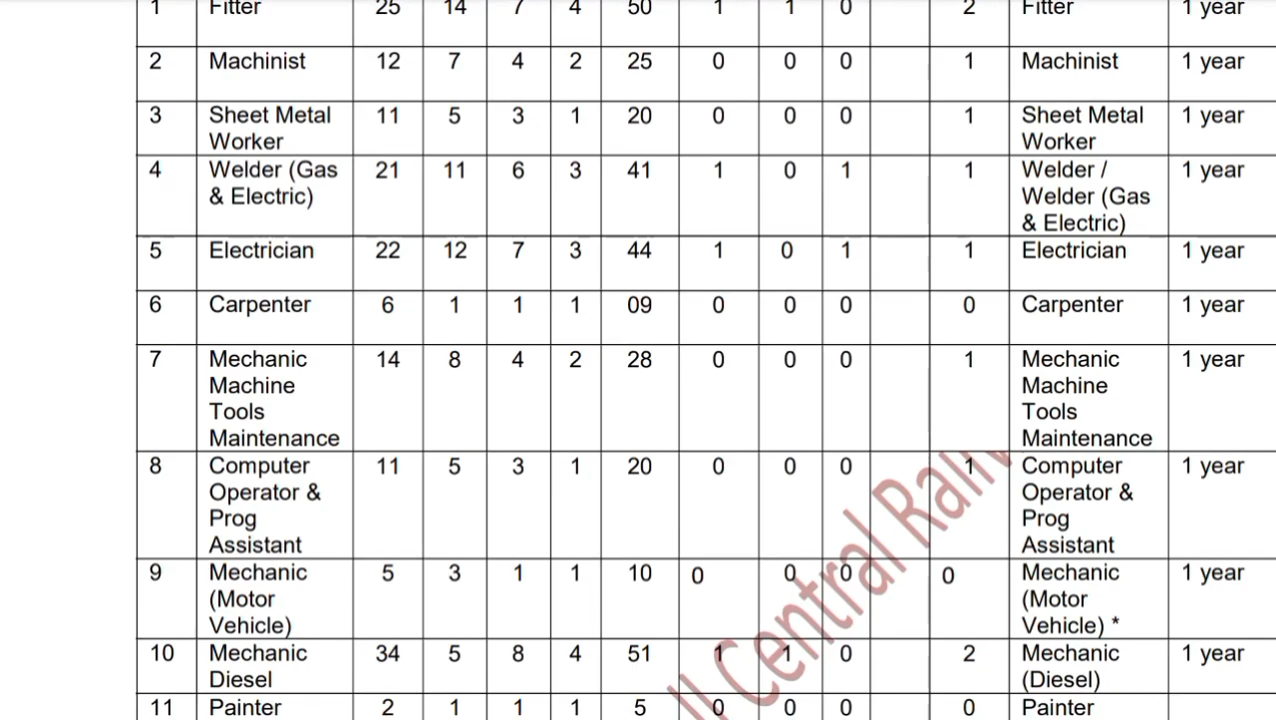 1 Fitter 25 14 7 4 50 1 1 0 2 Fitter 1 year
2 Machinist 12 7 4 2 25 0 0 0 1 Machinist 1 year
3 Sheet Metal 11 5 3 1 20 0 0 0 1 Sheet Metal 1 year
Worker Worker
4 Welder (Gas 21 11 6 3 41 1 0 1 1 Welder / 1 year
& Electric) Welder (Gas
& Electric)
5 Electrician 22 12 7 3 44 1 0 1 1 Electrician 1 year
6 Carpenter 6 1 1 1 09 0 0 0 0 Carpenter 1 year
7 Mechanic 14 8 4 2 28 0 0 0 1 Mechanic 1 year
Machine Machine
Tools Tools
Maintenance Maintenance
8 Computer 11 5 3 1 20 0 0 0 1 Computer 1 year
Operator & Operator &
Prog Prog
Assistant Assistant
9 Mechanic 5 3 1 1 10 0 0 0 0 Mechanic 1 year
(Motor (Motor
Vehicle) Vehicle) *
10 Mechanic 34 5 8 4 51 1 1 0 2 Mechanic 1 year
Diesel (Diesel)
11 Painter 2 1 1 1 5 0 0 0 0 Painter
Central